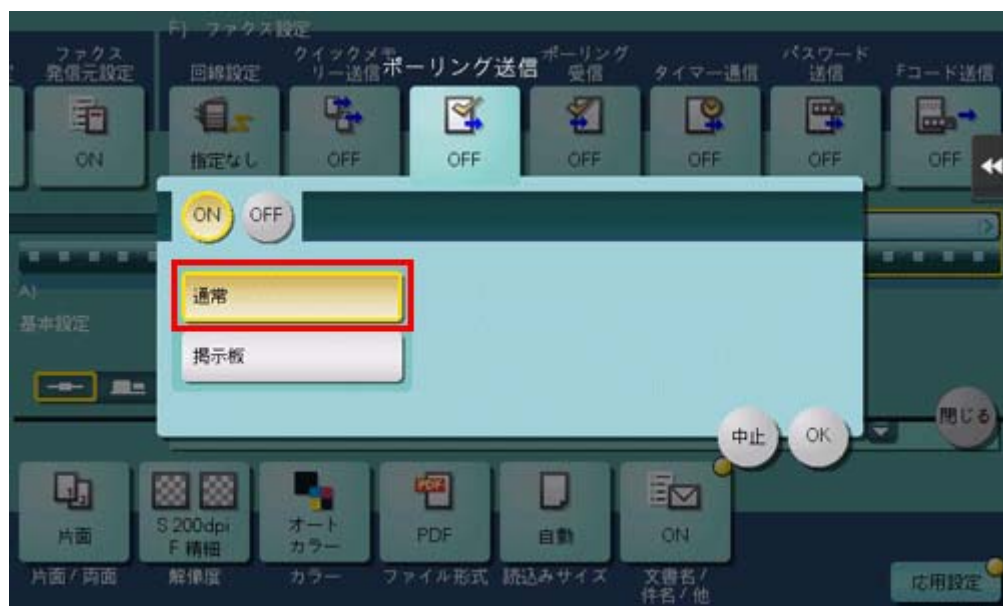 F) ファクス設定
ファクス
発信元設定
回線設定
クイックメモ
リー送信
ポーリング送信
ポーリング
受信
タイマー通信
パスワード
送信
Fコード送信
ON
指定なし
OFF
OFF
OFF
OFF
OFF
OFF
ON
OFF
通常
A)
基本設定
掲示板
閉じる
中止
OK
片面
S 200dpi
F 精細
オート
カラー
PDF
自動
ON
片面/両面
解像度
カラー
ファイル形式
読込みサイズ
文書名/
件名/他
応用設定